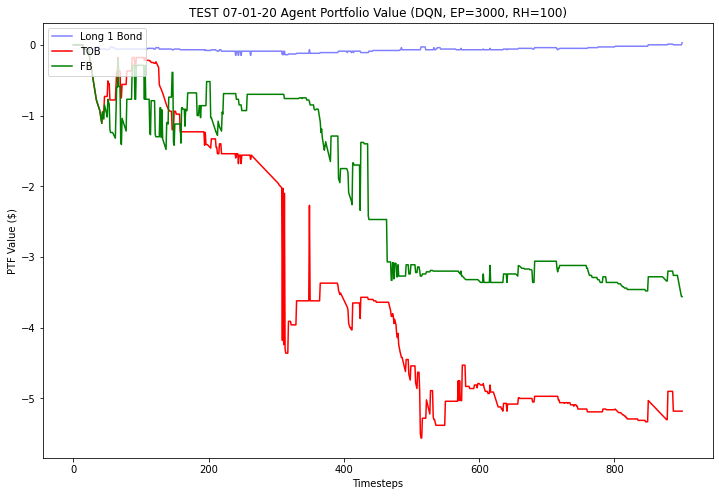 TEST 07-01-20 Agent Portfolio Value (DQN, EP=3000, RH=100)
Long 1 Bond
TOB
FB
0
−1
−2
−3
−4
−5
PTF Value ($)
0 200 400 600 800
Timesteps